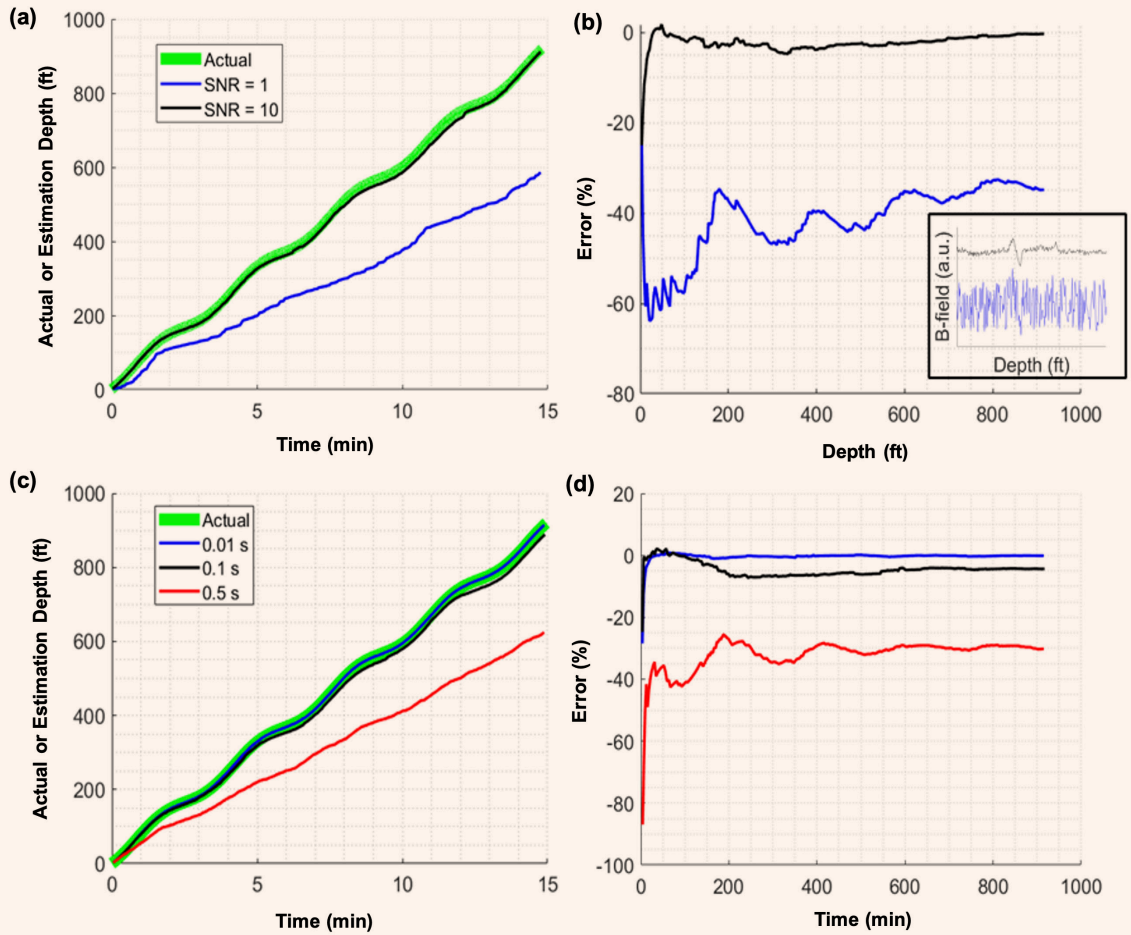 (a)
Actual or Estimation Depth (ft)
1000
800
600
400
200
0
Actual
SNR = 1
SNR = 10
0
5
10
15
Time (min)
(b)
Error (%)
0
-20
-40
-60
-80
B-field (a.u.)
Depth (ft)
0
200
400
600
800
1000
Depth (ft)
(c)
Actual or Estimation Depth (ft)
1000
800
600
400
200
0
Actual
0.01 s
0.1 s
0.5 s
0
5
10
15
Time (min)
(d)
Error (%)
20
0
-20
-40
-60
-80
-100
0
200
400
600
800
1000
Time (min)